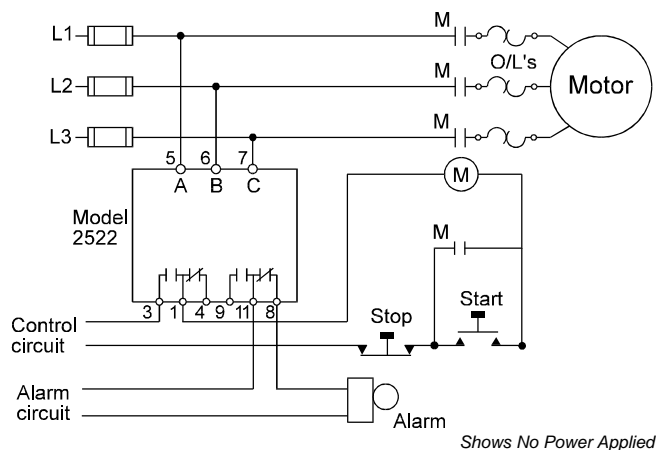 L1
M
O/L's
L2
M
Motor
L3
M
5 6 7
A B C
M
Model
2522
M
3 1 4 9 11 8
Control
circuit
Stop
Start
Alarm
circuit
Alarm
Shows No Power Applied